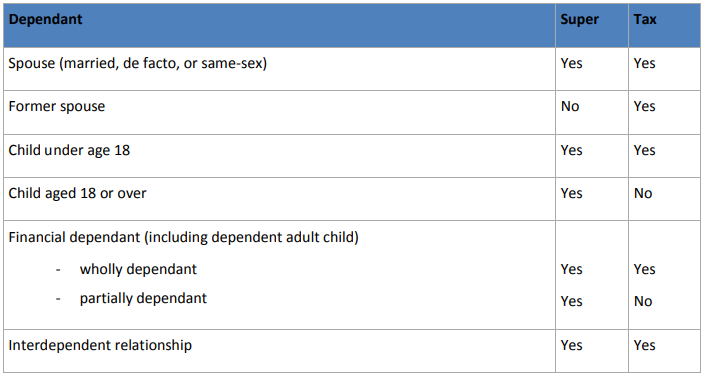 Dependant Super Tax
Spouse (married, de facto, or same-sex) Yes Yes
Former spouse No Yes
Child under age 18 Yes Yes
Child aged 18 or over Yes No
Financial dependant (including dependent adult child)
- wholly dependant Yes Yes
- partially dependant Yes No
Interdependent relationship Yes Yes